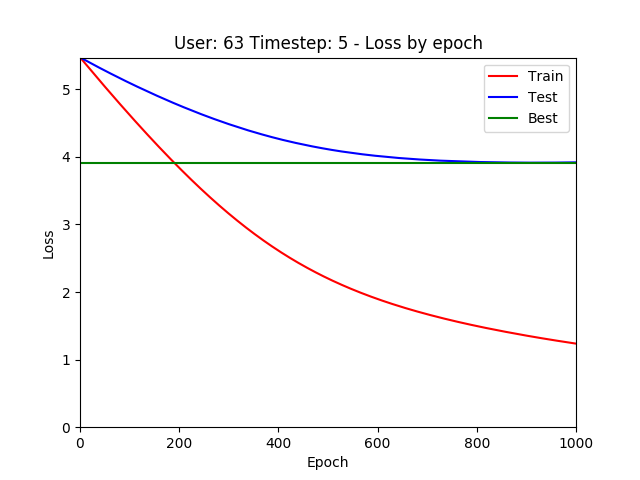 User: 63 Timestep: 5 - Loss by epoch
Train
Test
Best
Loss
5
4
3
2
1
0
0 200 400 600 800 1000
Epoch